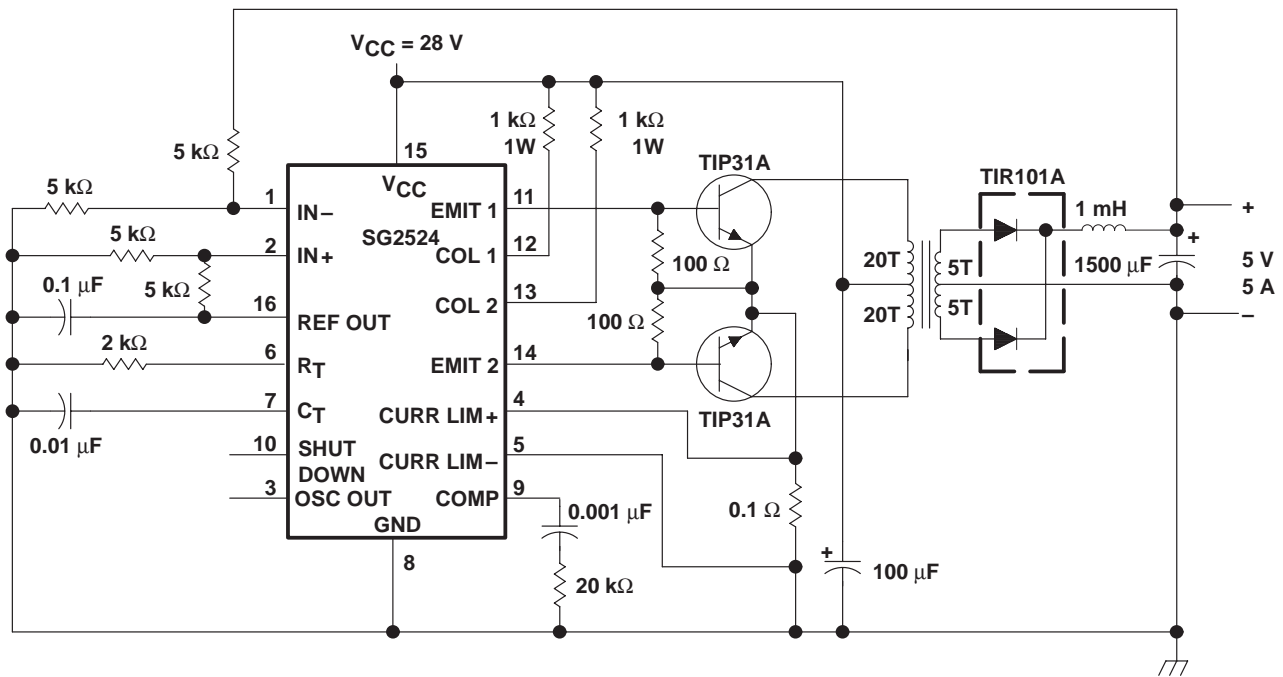 V_CC = 28 V
1 kΩ
1W
1 kΩ
1W
5 kΩ
15
TIP31A
TIR101A
5 kΩ
1
V_CC
11
1 mH
+
IN−
EMIT 1
SG2524
5 kΩ
2
12
+
IN+
COL 1
100 Ω
20T
5T
1500 μF
5 V
5 A
0.1 μF
5 kΩ
16
13
COL 2
REF OUT
100 Ω
20T
5T
−
2 kΩ
6
14
R_T
EMIT 2
7
4
C_T
CURR LIM+
TIP31A
0.01 μF
10
5
SHUT
DOWN
CURR LIM−
3
9
OSC OUT
COMP
0.001 μF
0.1 Ω
GND
8
+
100 μF
20 kΩ